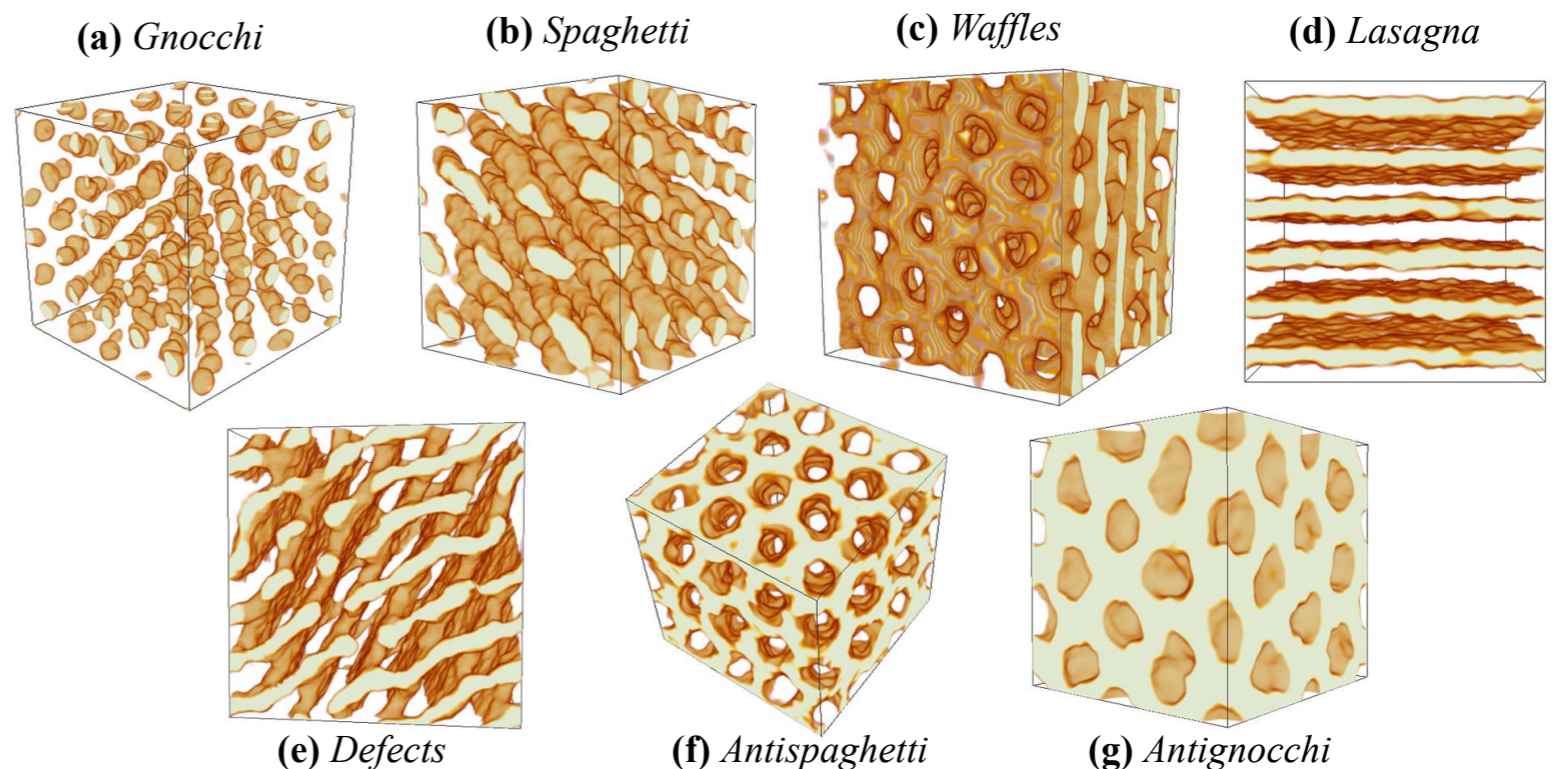 (a) Gnocchi
(b) Spaghetti
(c) Waffles
(d) Lasagna
(e) Defects
(f) Antispaghetti
(g) Antignocchi